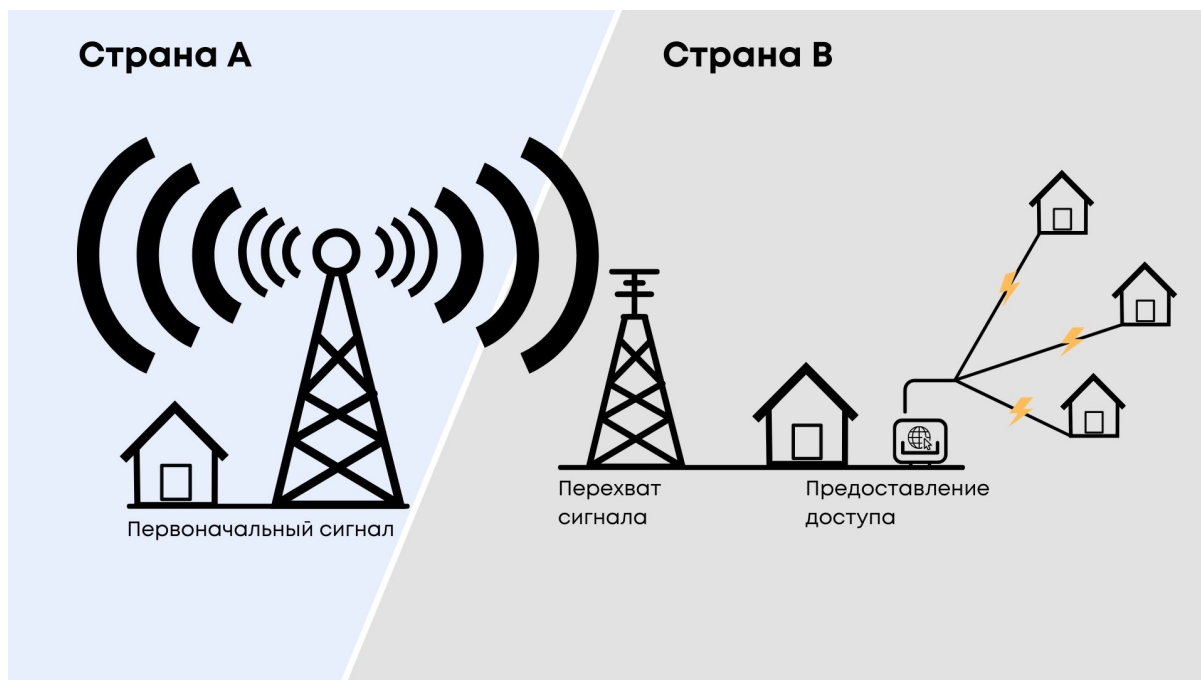 Страна А
Страна В
Первоначальный сигнал
Перехват
сигнала
Предоставление
доступа